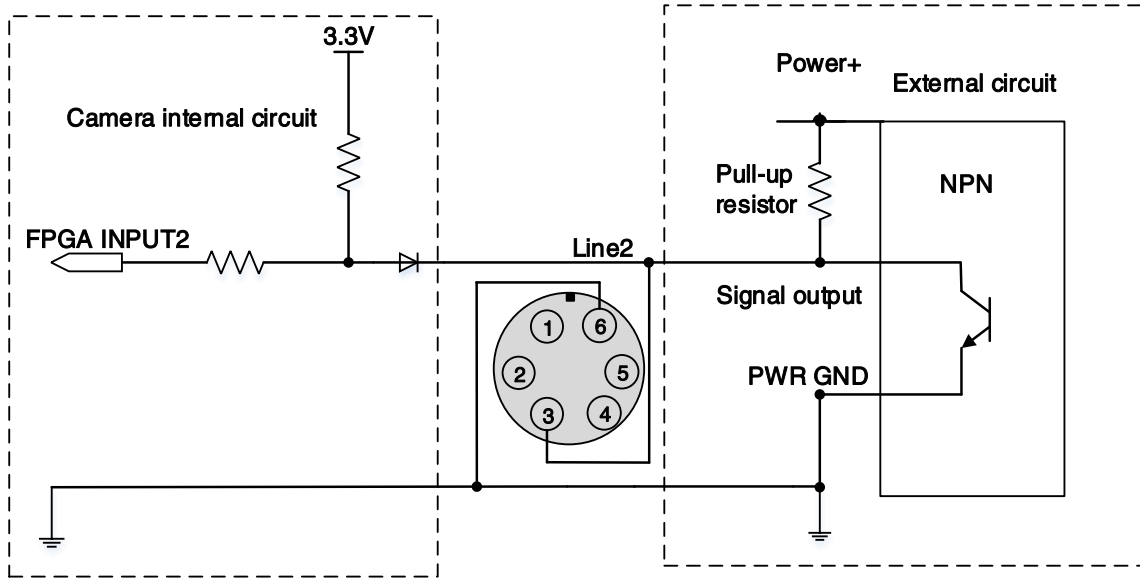 3.3V
Power+
External circuit
Camera internal circuit
Pull-up
resistor
NPN
FPGA INPUT2
Line2
Signal output
1
6
2
5
3
4
PWR GND